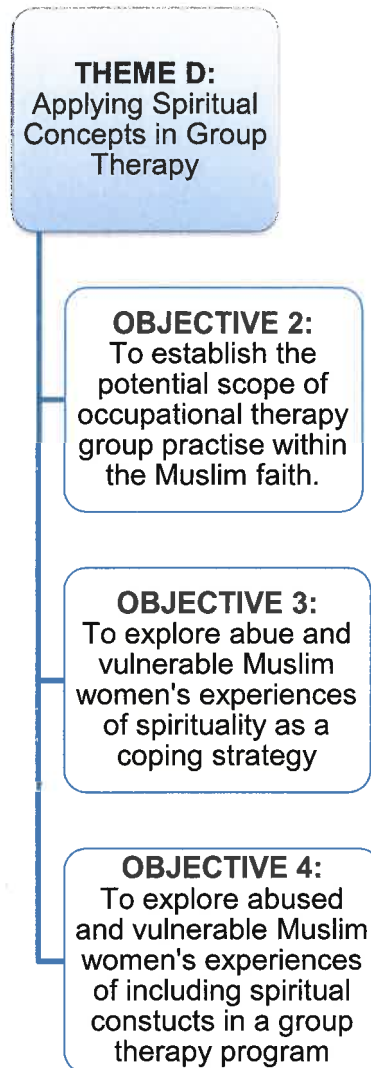 THEME D:
Applying Spiritual
Concepts in Group
Therapy
OBJECTIVE 2:
To establish the
potential scope of
occupational therapy
group practise within
the Muslim faith.
OBJECTIVE 3:
To explore abue and
vulnerable Muslim
women's experiences
of spirituality as a
coping strategy
OBJECTIVE 4:
To explore abused
and vulnerable Muslim
women's experiences
of including spiritual
constucts in a group
therapy program